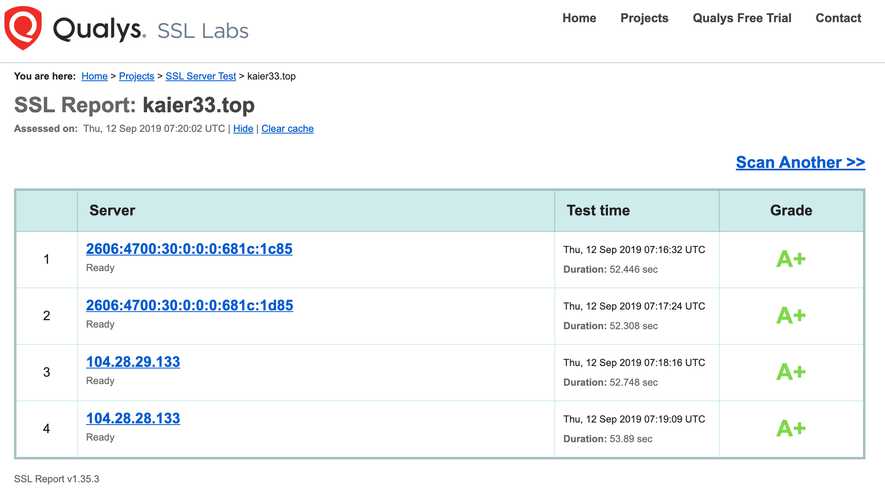 Qualys. SSL Labs
Home Projects Qualys Free Trial Contact
You are here: Home > Projects > SSL Server Test > kaier33.top
SSL Report: kaier33.top
Assessed on: Thu, 12 Sep 2019 07:20:02 UTC | Hide | Clear cache
Scan Another >>
Server Test time Grade
1 2606:4700:30:0:0:0:681c:1c85 Thu, 12 Sep 2019 07:16:32 UTC A+
Ready Duration: 52.446 sec
2 2606:4700:30:0:0:0:681c:1d85 Thu, 12 Sep 2019 07:17:24 UTC A+
Ready Duration: 52.308 sec
3 104.28.29.133 Thu, 12 Sep 2019 07:18:16 UTC A+
Ready Duration: 52.748 sec
4 104.28.28.133 Thu, 12 Sep 2019 07:19:09 UTC A+
Ready Duration: 53.89 sec
SSL Report v1.35.3